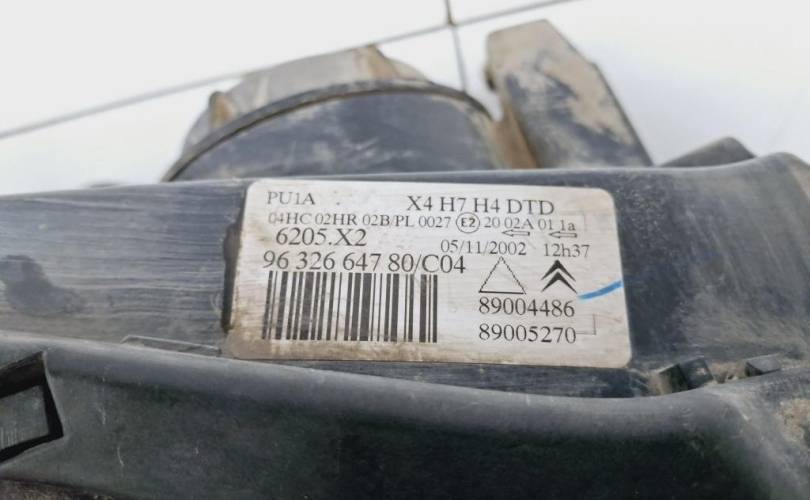 PU1A X4 H7 H4 DTD
04HC 02HR 02B/PL 0027 E2 20 02A 01 1a
6205.X2 05/11/2002 12h37
96 326 647 80/C04
89004486
89005270